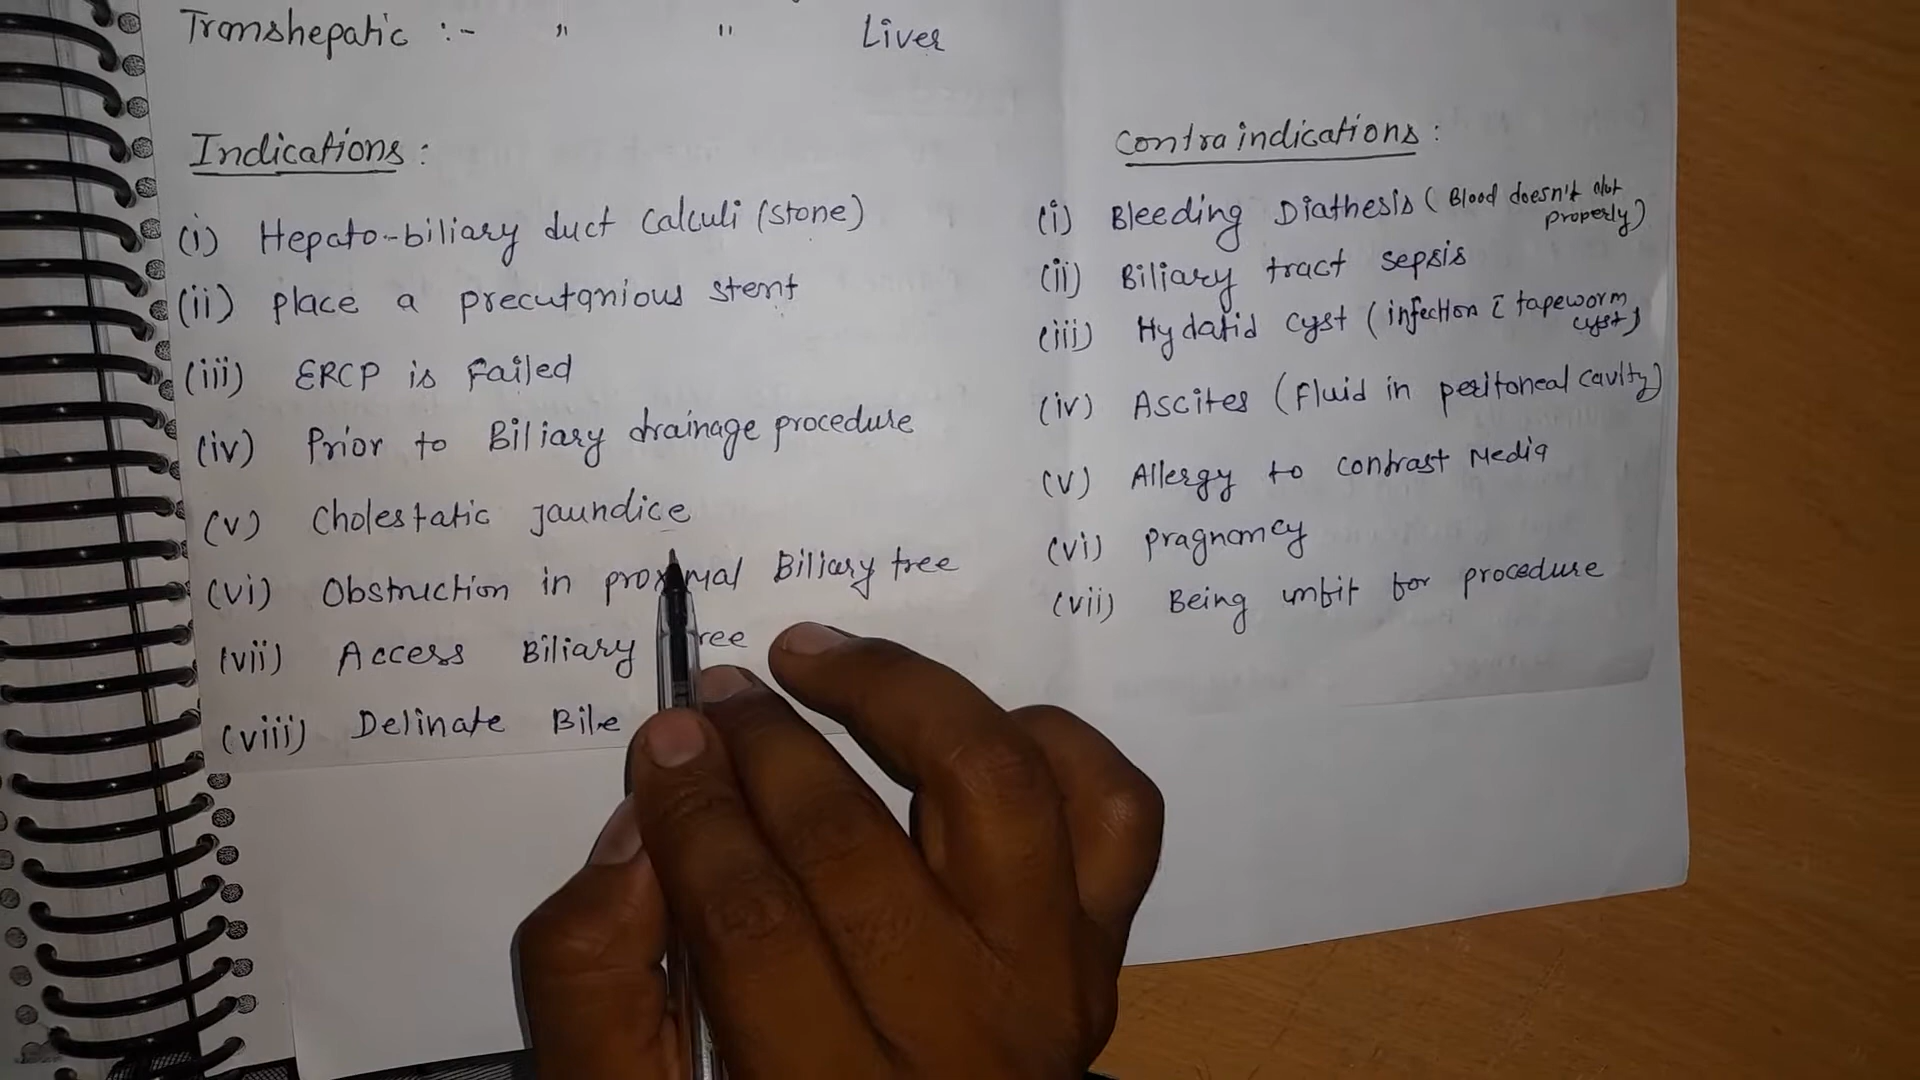 Transhepatic :- " " Liver
Indications :
(i) Hepato-biliary duct calculi (stone)
(ii) place a precutanious stent
(iii) ERCP is Failed
(iv) Prior to Biliary drainage procedure
(v) Cholestatic jaundice
(vi) Obstruction in proximal Biliary tree
(vii) Access Biliary tree
(viii) Delinate Bile
Contraindications :
(i) Bleeding Diathesis (Blood doesn't clot
properly)
(ii) Biliary tract sepsis
(iii) Hydatid cyst (infection c tapeworm
cyst)
(iv) Ascites (Fluid in peritoneal cavity)
(v) Allergy to contrast Media
(vi) pragnancy
(vii) Being unfit for procedure